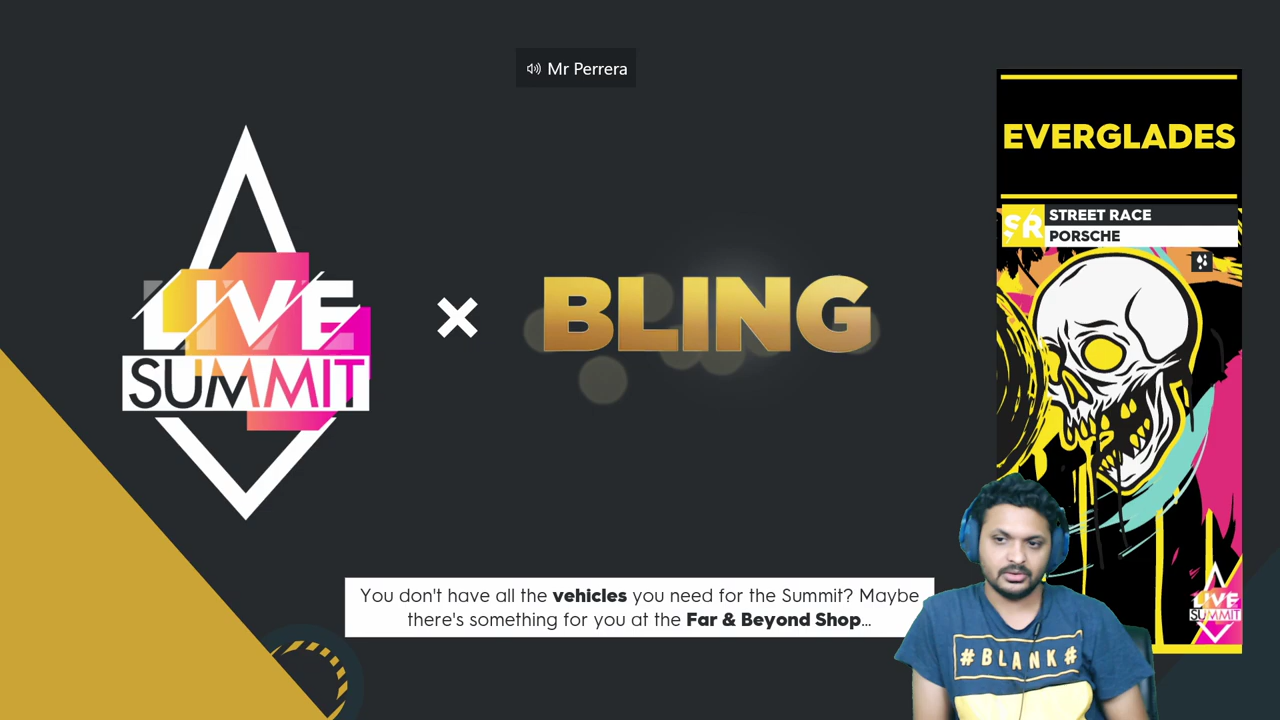 Mr Perrera
EVERGLADES
SR
STREET RACE
PORSCHE
LIVE
SUMMIT
BLING
LIVE
SUMMIT
You don't have all the vehicles you need for the Summit? Maybe
there's something for you at the Far & Beyond Shop...
#BLANK#